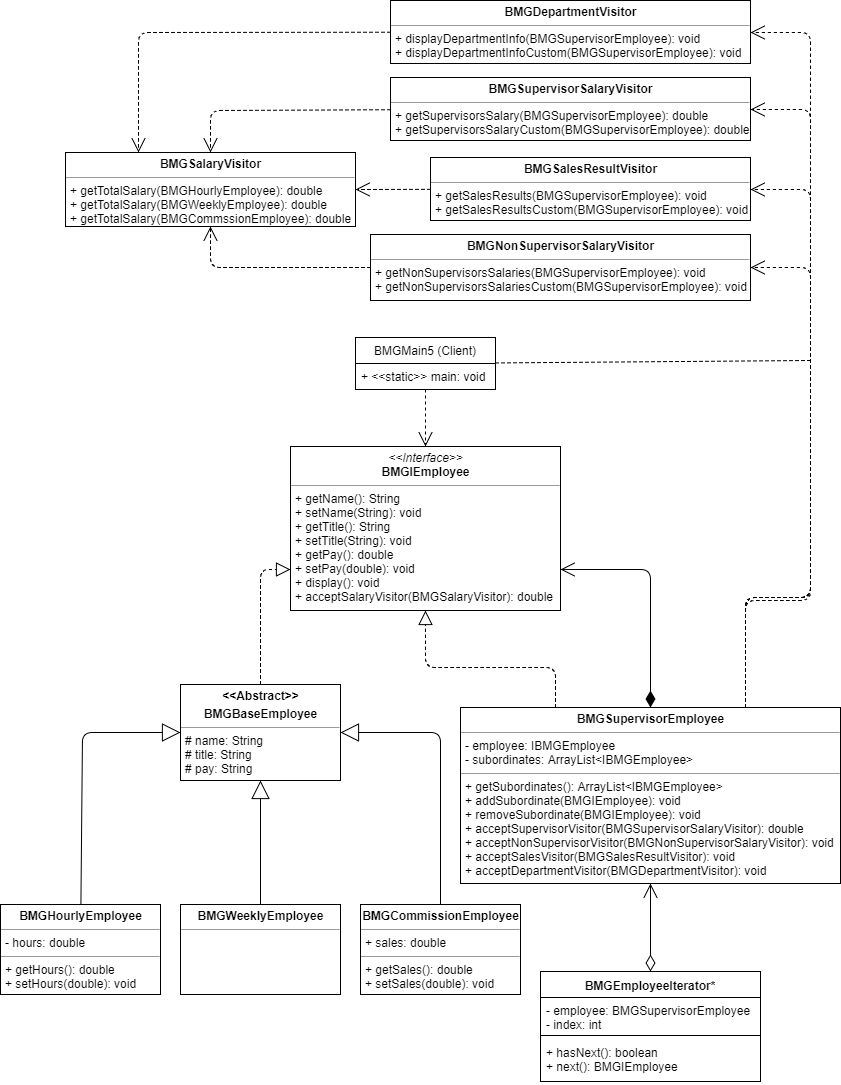 BMGDepartmentVisitor
+ displayDepartmentInfo(BMGSupervisorEmployee): void
+ displayDepartmentInfoCustom(BMGSupervisorEmployee): void
BMGSupervisorSalaryVisitor
+ getSupervisorsSalary(BMGSupervisorEmployee): double
+ getSupervisorsSalaryCustom(BMGSupervisorEmployee): double
BMGSalaryVisitor
+ getTotalSalary(BMGHourlyEmployee): double
+ getTotalSalary(BMGWeeklyEmployee): double
+ getTotalSalary(BMGCommssionEmployee): double
BMGSalesResultVisitor
+ getSalesResults(BMGSupervisorEmployee): void
+ getSalesResultsCustom(BMGSupervisorEmployee): void
BMGNonSupervisorSalaryVisitor
+ getNonSupervisorsSalaries(BMGSupervisorEmployee): void
+ getNonSupervisorsSalariesCustom(BMGSupervisorEmployee): void
BMGMain5 (Client)
+ <<static>> main: void
<<Interface>>
BMGIEmployee
+ getName(): String
+ setName(String): void
+ getTitle(): String
+ setTitle(String): void
+ getPay(): double
+ setPay(double): void
+ display(): void
+ acceptSalaryVisitor(BMGSalaryVisitor): double
<<Abstract>>
BMGBaseEmployee
# name: String
# title: String
# pay: String
BMGSupervisorEmployee
- employee: IBMGEmployee
- subordinates: ArrayList<IBMGEmployee>
+ getSubordinates(): ArrayList<IBMGEmployee>
+ addSubordinate(BMGIEmployee): void
+ removeSubordinate(BMGIEmployee): void
+ acceptSupervisorVisitor(BMGSupervisorSalaryVisitor): double
+ acceptNonSupervisorVisitor(BMGNonSupervisorSalaryVisitor): void
+ acceptSalesVisitor(BMGSalesResultVisitor): void
+ acceptDepartmentVisitor(BMGDepartmentVisitor): void
BMGHourlyEmployee
- hours: double
+ getHours(): double
+ setHours(double): void
BMGWeeklyEmployee
BMGCommissionEmployee
+ sales: double
+ getSales(): double
+ setSales(double): void
BMGEmployeeIterator*
- employee: BMGSupervisorEmployee
- index: int
+ hasNext(): boolean
+ next(): BMGIEmployee